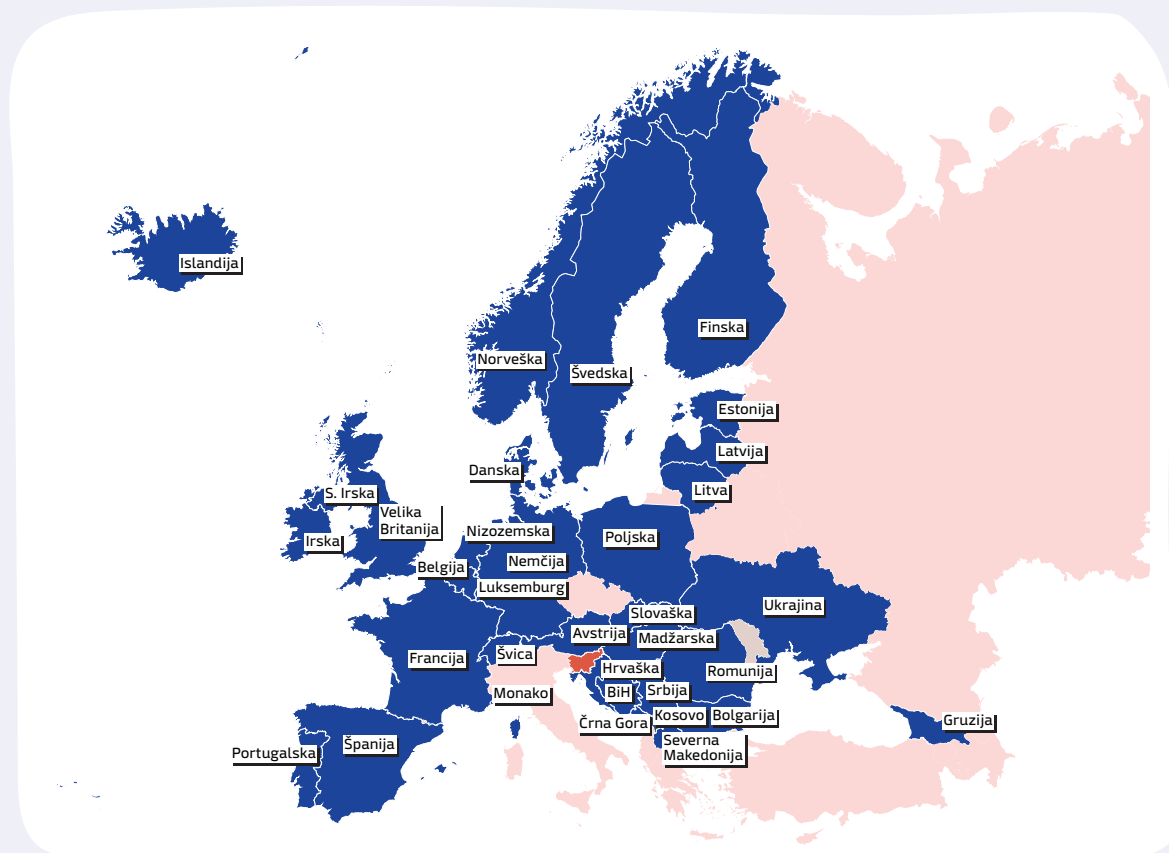 Islandija
Finska
Norveška
Švedska
Estonija
Latvija
Danska
Litva
S. Irska
Velika
Britanija
Nizozemska
Poljska
Irska
Nemčija
Belgija
Luksemburg
Ukrajina
Slovaška
Avstrija
Madžarska
Švica
Francija
Hrvaška
Romunija
Monako
BiH
Srbija
Kosovo
Bolgarija
Črna Gora
Gruzija
Španija
Severna
Makedonija
Portugalska